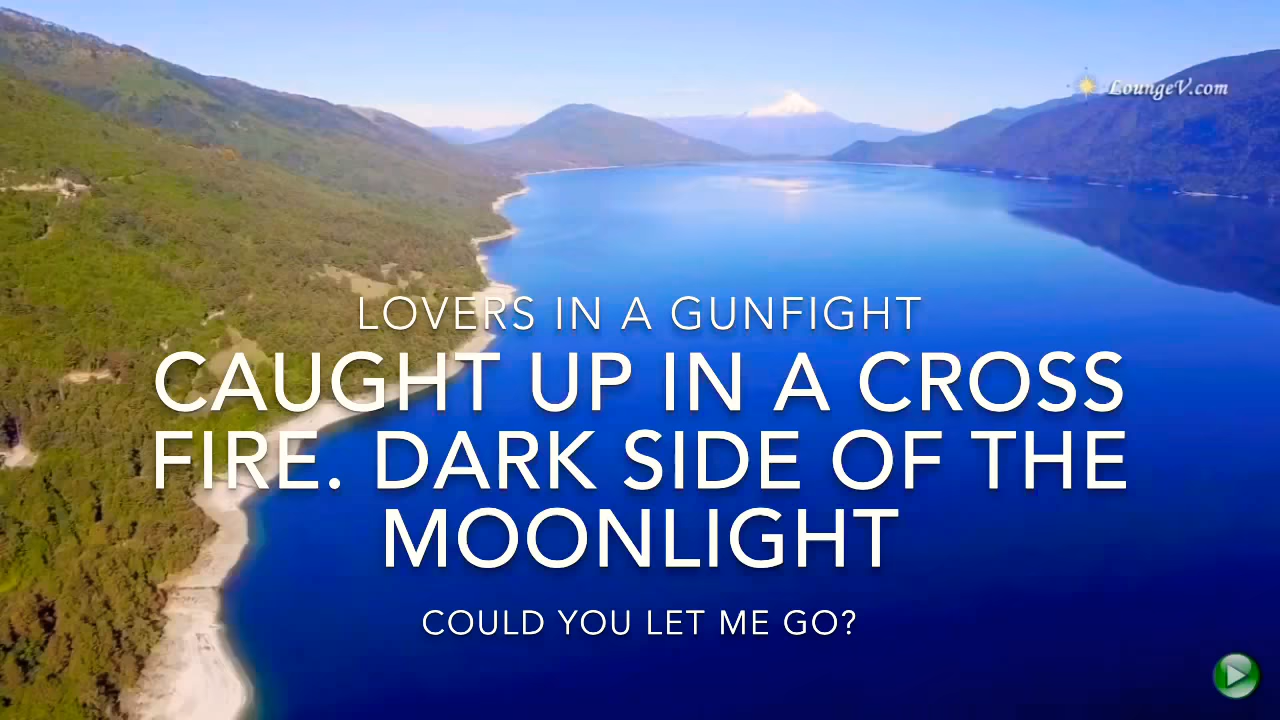 LoungeV.com
LOVERS IN A GUNFIGHT
CAUGHT UP IN A CROSS
FIRE. DARK SIDE OF THE
MOONLIGHT
COULD YOU LET ME GO?